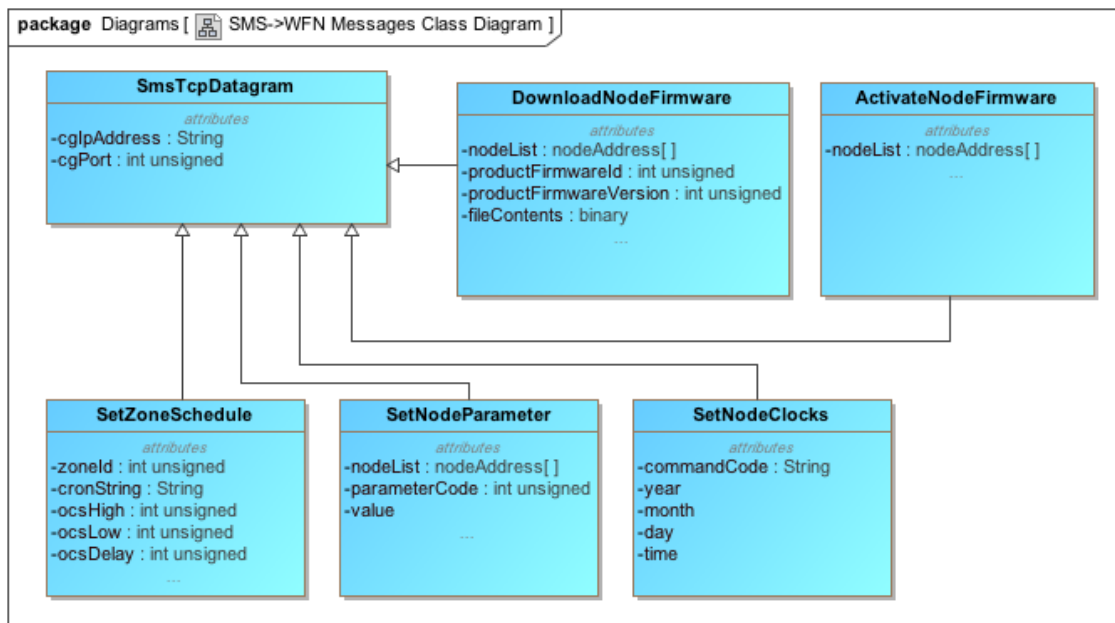 package Diagrams [ SMS->WFN Messages Class Diagram ]
SmsTcpDatagram
attributes
-cgIpAddress : String
-cgPort : int unsigned
DownloadNodeFirmware
attributes
-nodeList : nodeAddress[ ]
-productFirmwareId : int unsigned
-productFirmwareVersion : int unsigned
-fileContents : binary
...
ActivateNodeFirmware
attributes
-nodeList : nodeAddress[ ]
...
SetZoneSchedule
attributes
-zoneId : int unsigned
-cronString : String
-ocsHigh : int unsigned
-ocsLow : int unsigned
-ocsDelay : int unsigned
...
SetNodeParameter
attributes
-nodeList : nodeAddress[ ]
-parameterCode : int unsigned
-value
...
SetNodeClocks
attributes
-commandCode : String
-year
-month
-day
-time